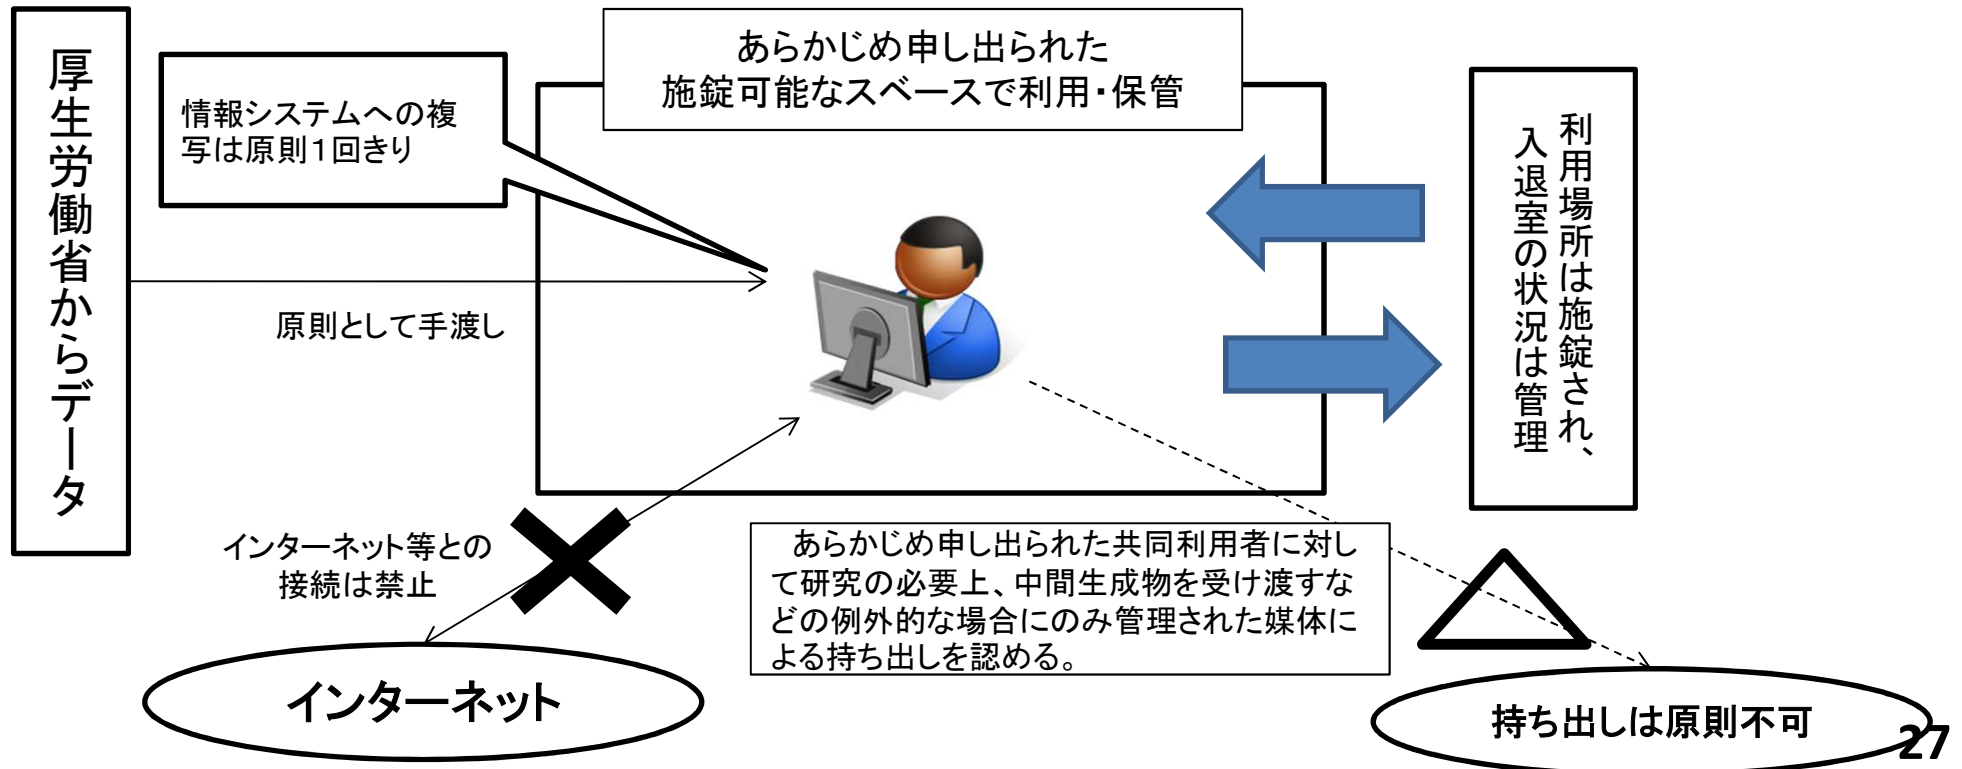 厚生労働省からデータ
情報システムへの複
写は原則１回きり
あらかじめ申し出られた
施錠可能なスペースで利用・保管
利用場所は施錠され、
入退室の状況は管理
原則として手渡し
インターネット等との
接続は禁止
あらかじめ申し出られた共同利用者に対し
て研究の必要上、中間生成物を受け渡すな
どの例外的な場合にのみ管理された媒体に
よる持ち出しを認める。
インターネット
持ち出しは原則不可
27